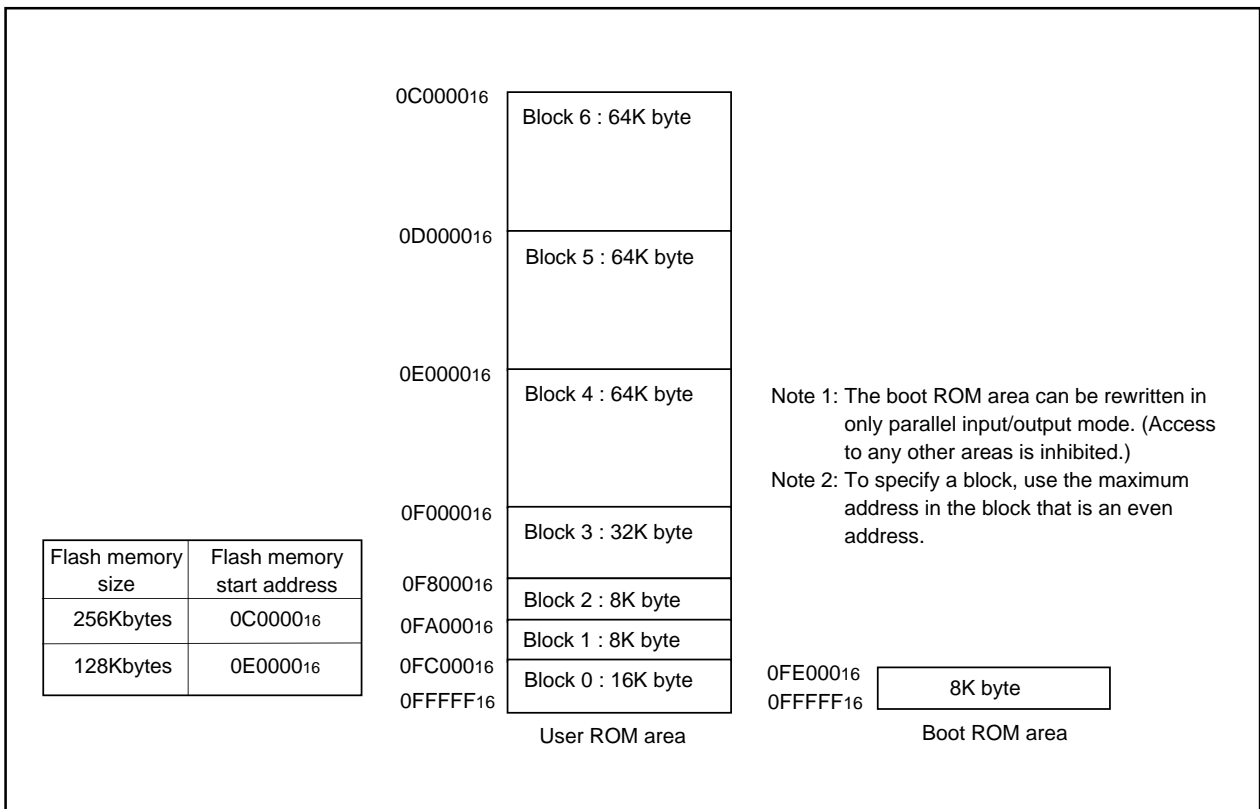 0C000016
Block 6 : 64K byte
0D000016
Block 5 : 64K byte
0E000016
Block 4 : 64K byte
0F000016
Block 3 : 32K byte
0F800016
Block 2 : 8K byte
0FA00016
Block 1 : 8K byte
0FC00016
Block 0 : 16K byte
0FFFFF16
User ROM area
Note 1: The boot ROM area can be rewritten in
only parallel input/output mode. (Access
to any other areas is inhibited.)
Note 2: To specify a block, use the maximum
address in the block that is an even
address.
Flash memory size
Flash memory start address
256Kbytes 0C000016
128Kbytes 0E000016
0FE00016
8K byte
0FFFFF16
Boot ROM area